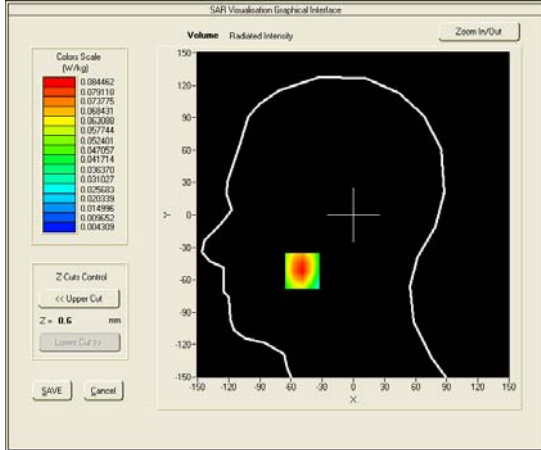 SAR Visualisation Graphical Interface
Volume Radiated Intensity
Zoom In/Out
Colors Scale
(W/kg)
0.084462
0.079118
0.073775
0.068431
0.063088
0.057744
0.052401
0.047057
0.041714
0.036370
0.031027
0.025683
0.020339
0.014996
0.009652
0.004309
Z-Cuts Control
<< Upper Cut
Z = 0.6 mm
Lower Cut >>
SAVE Cancel
150
120
90
60
30
0
-30
-60
-90
-120
-150
Y
-150 -120 -90 -60 -30 0 30 60 90 120 150
X